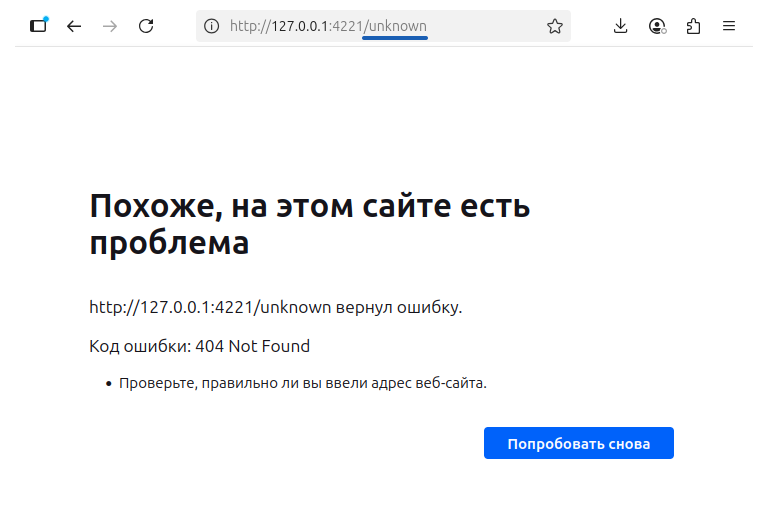 http://127.0.0.1:4221/unknown
Похоже, на этом сайте есть
проблема
http://127.0.0.1:4221/unknown вернул ошибку.
Код ошибки: 404 Not Found
• Проверьте, правильно ли вы ввели адрес веб-сайта.
Попробовать снова